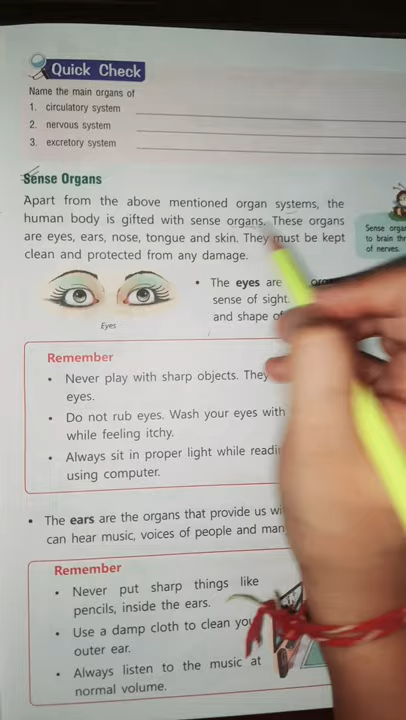 Quick Check
Name the main organs of
1. circulatory system
2. nervous system
3. excretory system
Sense Organs
Apart from the above mentioned organ systems, the
human body is gifted with sense organs. These organs
are eyes, ears, nose, tongue and skin. They must be kept
clean and protected from any damage.
Sense
to brain
of nerves.
• The eyes are
sense of sight.
and shape
Eyes
Remember
• Never play with sharp objects. They
eyes.
• Do not rub eyes. Wash your eyes with
while feeling itchy.
• Always sit in proper light while
using computer.
• The ears are the organs that provide us
can hear music, voices of people and
Remember
• Never put sharp things like
pencils, inside the ears.
• Use a damp cloth to clean
outer ear.
• Always listen to the music at
normal volume.